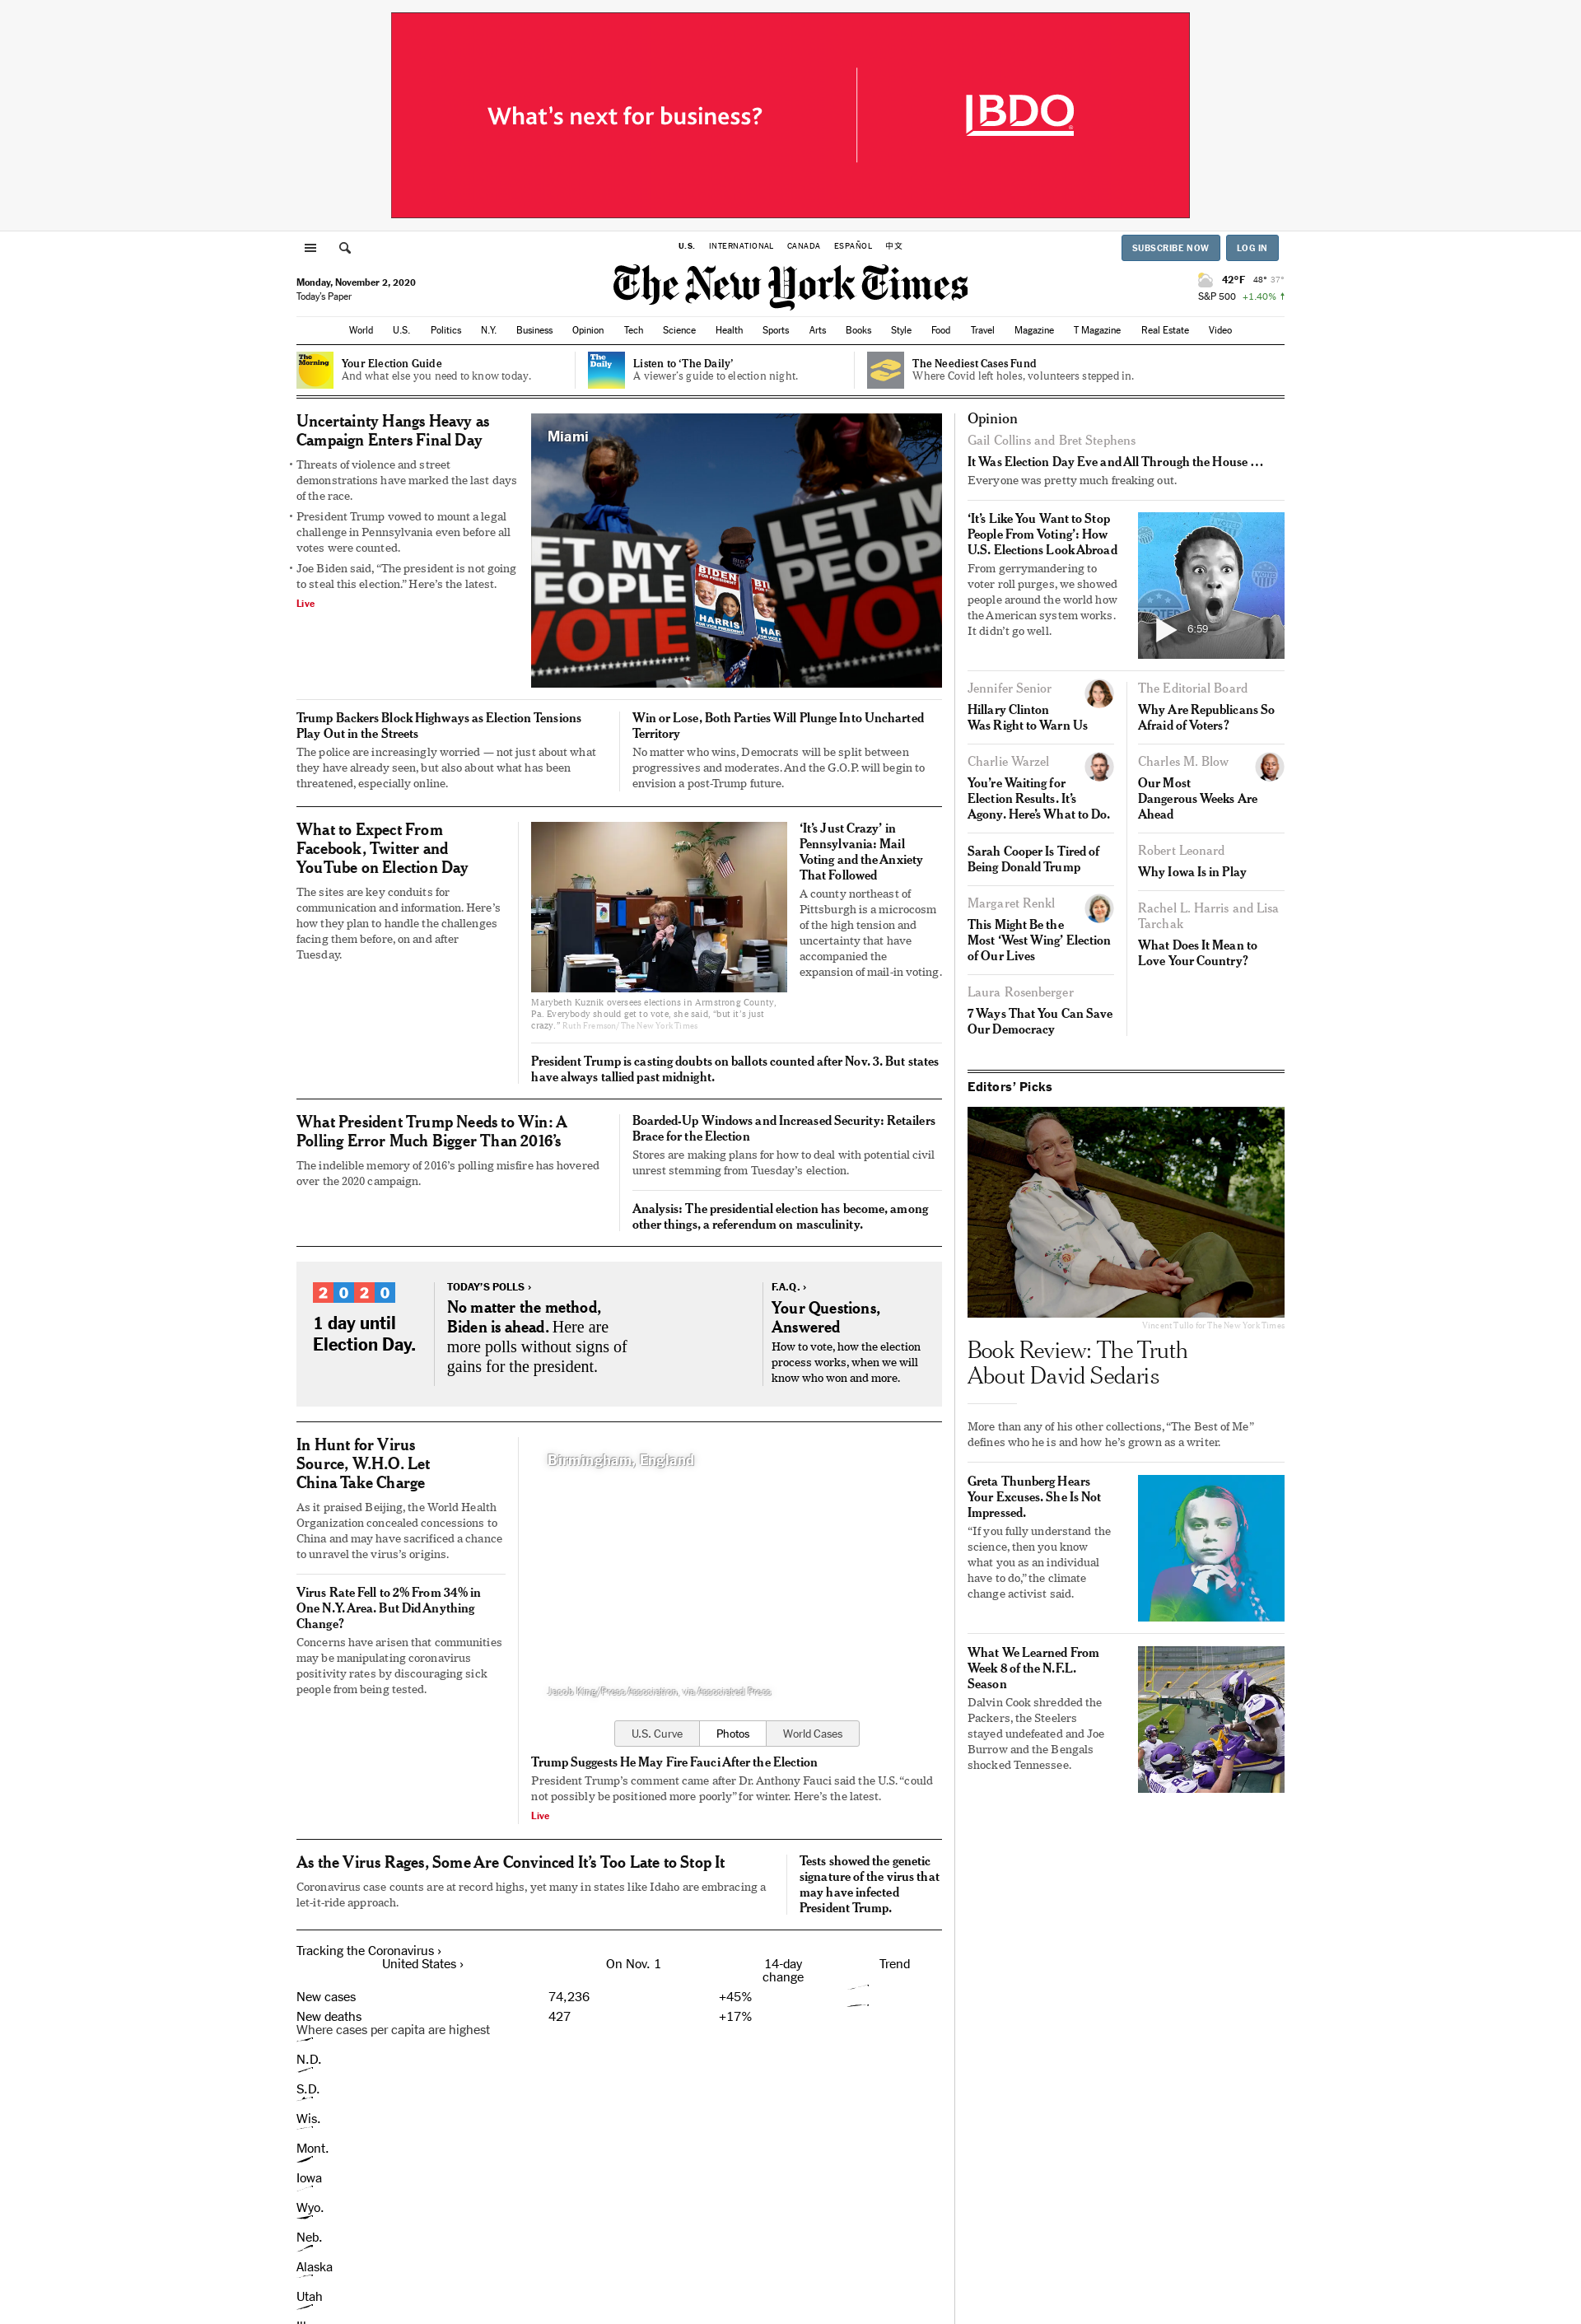 What's next for business?
BDO
U.S. INTERNATIONAL CANADA ESPAÑOL 中文
SUBSCRIBE NOW
LOG IN
Monday, November 2, 2020
Today's Paper
The New York Times
42°F 48° 37°
S&P 500 +1.40%
World U.S. Politics N.Y. Business Opinion Tech Science Health Sports Arts Books Style Food Travel Magazine T Magazine Real Estate Video
The Morning
Your Election Guide
And what else you need to know today.
The Daily
Listen to ‘The Daily’
A viewer’s guide to election night.
The Neediest Cases Fund
Where Covid left holes, volunteers stepped in.
Uncertainty Hangs Heavy as
Campaign Enters Final Day
• Threats of violence and street
demonstrations have marked the last days
of the race.
• President Trump vowed to mount a legal
challenge in Pennsylvania even before all
votes were counted.
• Joe Biden said, “The president is not going
to steal this election.” Here’s the latest.
Live
Miami
ET MY
EOPLE
VOTE
LET MY
PEOP
VOT
BIDEN
HARRIS
Trump Backers Block Highways as Election Tensions
Play Out in the Streets
The police are increasingly worried — not just about what
they have already seen, but also about what has been
threatened, especially online.
Win or Lose, Both Parties Will Plunge Into Uncharted
Territory
No matter who wins, Democrats will be split between
progressives and moderates. And the G.O.P. will begin to
envision a post-Trump future.
What to Expect From
Facebook, Twitter and
YouTube on Election Day
The sites are key conduits for
communication and information. Here’s
how they plan to handle the challenges
facing them before, on and after
Tuesday.
Marybeth Kuznik oversees elections in Armstrong County,
Pa. Everybody should get to vote, she said, “but it’s just
crazy.” Ruth Fremson/The New York Times
‘It’s Just Crazy’ in
Pennsylvania: Mail
Voting and the Anxiety
That Followed
A county northeast of
Pittsburgh is a microcosm
of the high tension and
uncertainty that have
accompanied the
expansion of mail-in voting.
President Trump is casting doubts on ballots counted after Nov. 3. But states
have always tallied past midnight.
What President Trump Needs to Win: A
Polling Error Much Bigger Than 2016’s
The indelible memory of 2016’s polling misfire has hovered
over the 2020 campaign.
Boarded-Up Windows and Increased Security: Retailers
Brace for the Election
Stores are making plans for how to deal with potential civil
unrest stemming from Tuesday’s election.
Analysis: The presidential election has become, among
other things, a referendum on masculinity.
2020
1 day until
Election Day.
TODAY’S POLLS ›
No matter the method,
Biden is ahead. Here are
more polls without signs of
gains for the president.
F.A.Q. ›
Your Questions,
Answered
How to vote, how the election
process works, when we will
know who won and more.
In Hunt for Virus
Source, W.H.O. Let
China Take Charge
As it praised Beijing, the World Health
Organization concealed concessions to
China and may have sacrificed a chance
to unravel the virus’s origins.
Virus Rate Fell to 2% From 34% in
One N.Y. Area. But Did Anything
Change?
Concerns have arisen that communities
may be manipulating coronavirus
positivity rates by discouraging sick
people from being tested.
Birmingham, England
Jacob King/Press Association, via Associated Press
U.S. Curve
Photos
World Cases
Trump Suggests He May Fire Fauci After the Election
President Trump’s comment came after Dr. Anthony Fauci said the U.S. “could
not possibly be positioned more poorly” for winter. Here’s the latest.
Live
As the Virus Rages, Some Are Convinced It’s Too Late to Stop It
Coronavirus case counts are at record highs, yet many in states like Idaho are embracing a
let-it-ride approach.
Tests showed the genetic
signature of the virus that
may have infected
President Trump.
Tracking the Coronavirus ›
United States › On Nov. 1 14-day change Trend
New cases 74,236 +45%
New deaths 427 +17%
Where cases per capita are highest
N.D.
S.D.
Wis.
Mont.
Iowa
Wyo.
Neb.
Alaska
Utah
Opinion
Gail Collins and Bret Stephens
It Was Election Day Eve and All Through the House …
Everyone was pretty much freaking out.
‘It’s Like You Want to Stop
People From Voting’: How
U.S. Elections Look Abroad
From gerrymandering to
voter roll purges, we showed
people around the world how
the American system works.
It didn’t go well.
6:59
Jennifer Senior
Hillary Clinton
Was Right to Warn Us
Charlie Warzel
You’re Waiting for
Election Results. It’s
Agony. Here’s What to Do.
Sarah Cooper Is Tired of
Being Donald Trump
Margaret Renkl
This Might Be the
Most ‘West Wing’ Election
of Our Lives
Laura Rosenberger
7 Ways That You Can Save
Our Democracy
The Editorial Board
Why Are Republicans So
Afraid of Voters?
Charles M. Blow
Our Most
Dangerous Weeks Are
Ahead
Robert Leonard
Why Iowa Is in Play
Rachel L. Harris and Lisa
Tarchak
What Does It Mean to
Love Your Country?
Editors’ Picks
Vincent Tullo for The New York Times
Book Review: The Truth
About David Sedaris
More than any of his other collections, “The Best of Me”
defines who he is and how he’s grown as a writer.
Greta Thunberg Hears
Your Excuses. She Is Not
Impressed.
“If you fully understand the
science, then you know
what you as an individual
have to do,” the climate
change activist said.
What We Learned From
Week 8 of the N.F.L.
Season
Dalvin Cook shredded the
Packers, the Steelers
stayed undefeated and Joe
Burrow and the Bengals
shocked Tennessee.